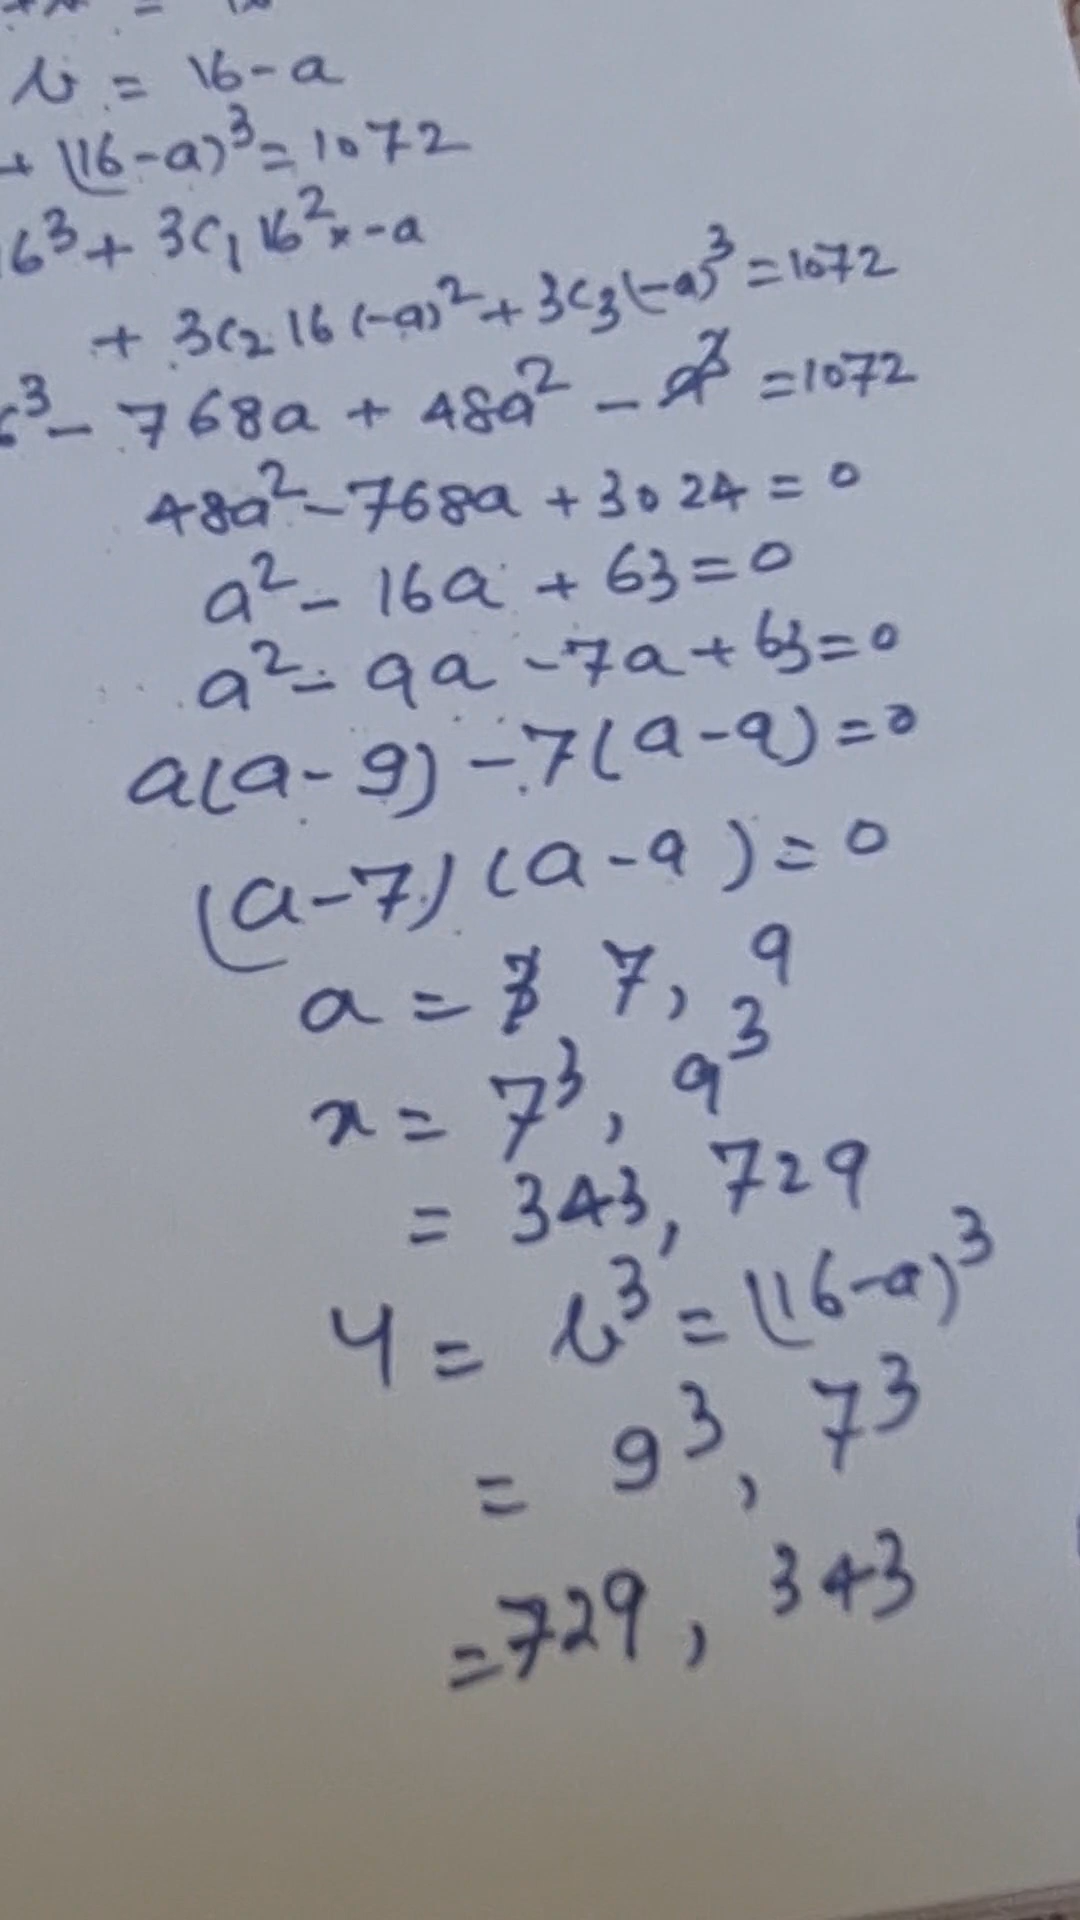 b = 16-a
+ (16-a)³ = 1072
16³ + 3C₁ 16² × -a
+ 3C₂ 16 (-a)² + 3C₃ (-a)³ = 1072
6³ - 768a + 48a² - a³ = 1072
48a² - 768a + 3024 = 0
a² - 16a + 63 = 0
a² - 9a - 7a + 63 = 0
a(a-9) - 7(a-9) = 0
(a-7) (a-9) = 0
a = 7, 9
x = 7³, 9³
= 343, 729
y = b³ = (16-a)³
= 9³, 7³
= 729, 343